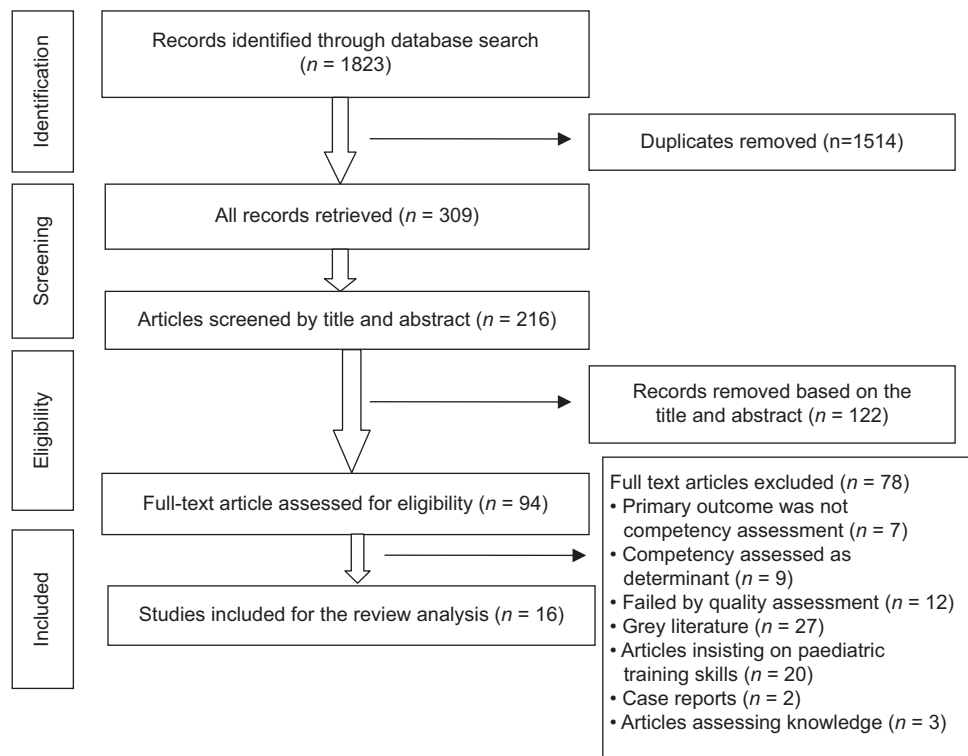 Identification
Records identified through database search
(n = 1823)
Duplicates removed (n=1514)
Screening
All records retrieved (n = 309)
Articles screened by title and abstract (n = 216)
Eligibility
Records removed based on the
title and abstract (n = 122)
Full-text article assessed for eligibility (n = 94)
Full text articles excluded (n = 78)
• Primary outcome was not
competency assessment (n = 7)
• Competency assessed as
determinant (n = 9)
• Failed by quality assessment (n = 12)
• Grey literature (n = 27)
• Articles insisting on paediatric
training skills (n = 20)
• Case reports (n = 2)
• Articles assessing knowledge (n = 3)
Included
Studies included for the review analysis (n = 16)